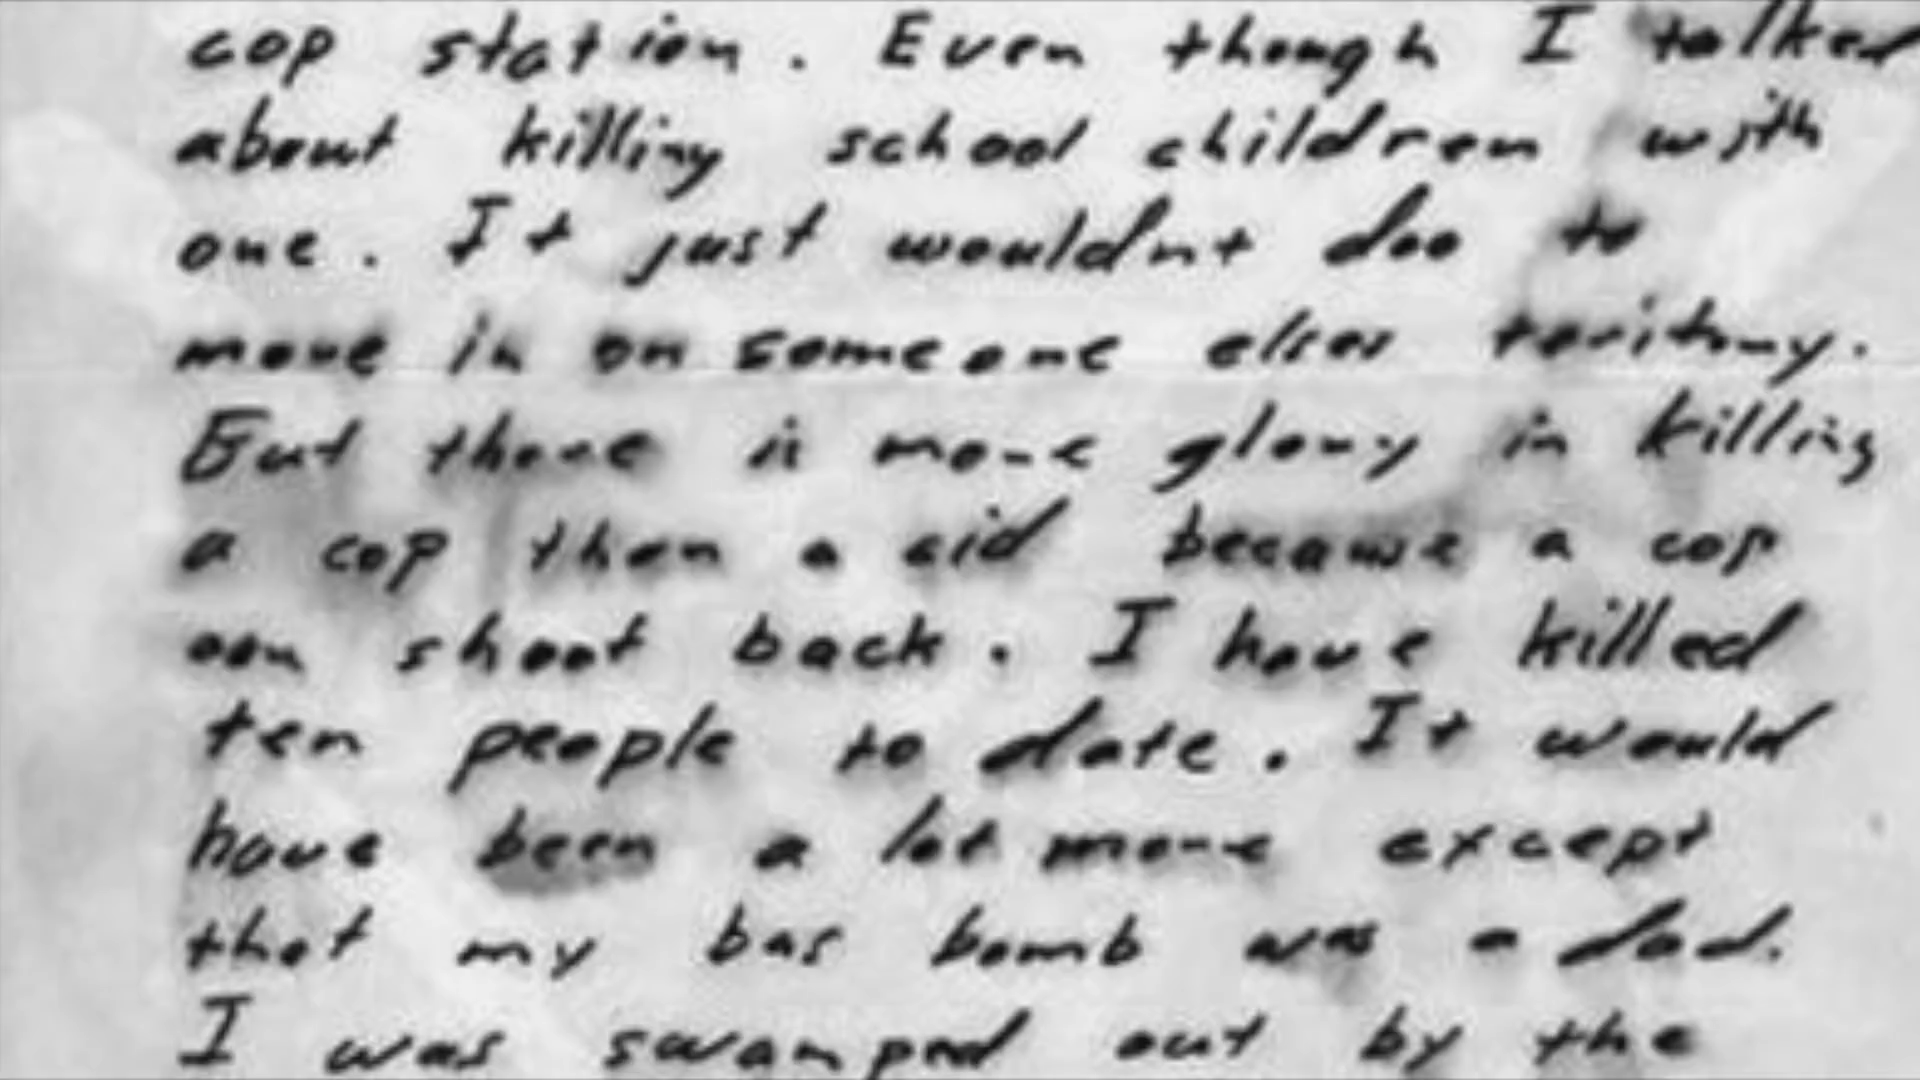 cop station. Even though I talked
about killing school children with
one. It just wouldnt doo to
move in on someone elses teritory.
But there is more glory in killing
a cop than a cid because a cop
can shoot back. I have killed
ten people to date. It would
have been a lot more except
that my bus bomb was a dud.
I was swamped out by the